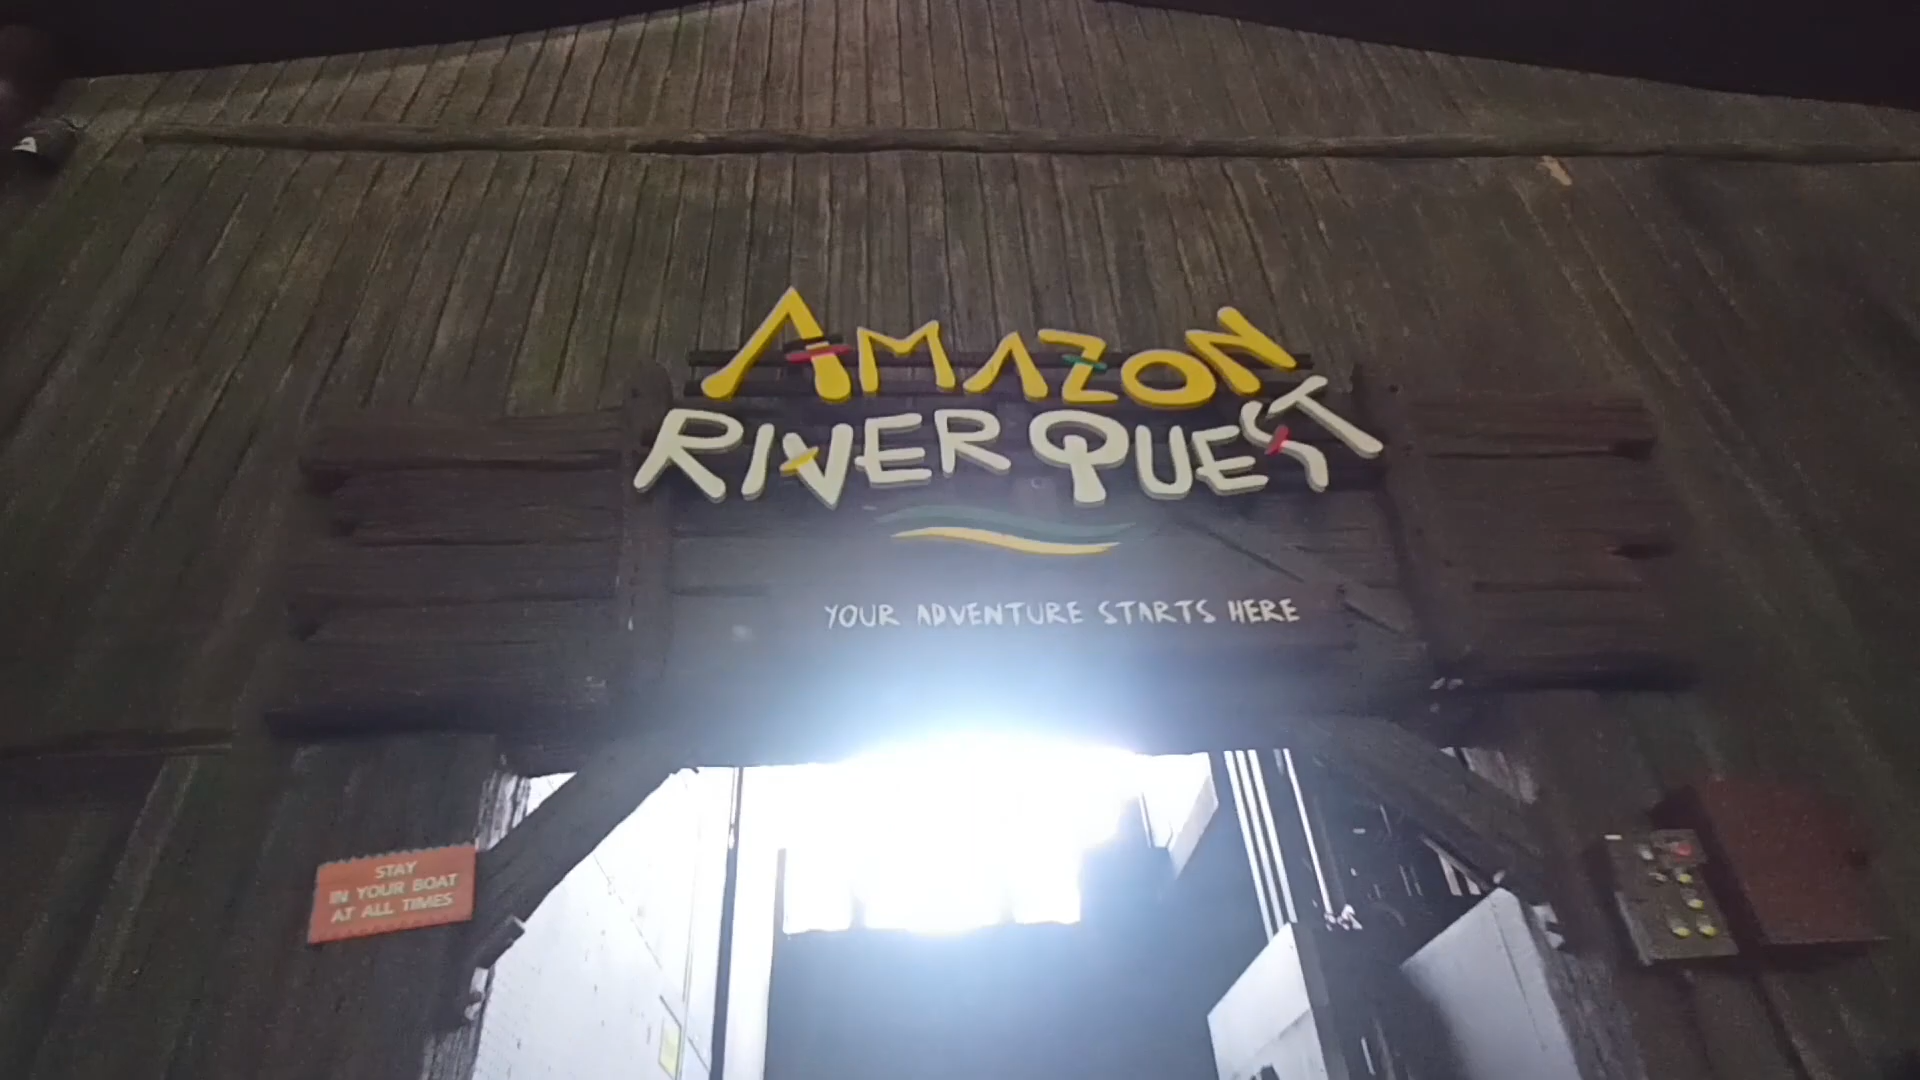 AMAZON
RIVER QUEST
YOUR ADVENTURE STARTS HERE
STAY
IN YOUR BOAT
AT ALL TIMES